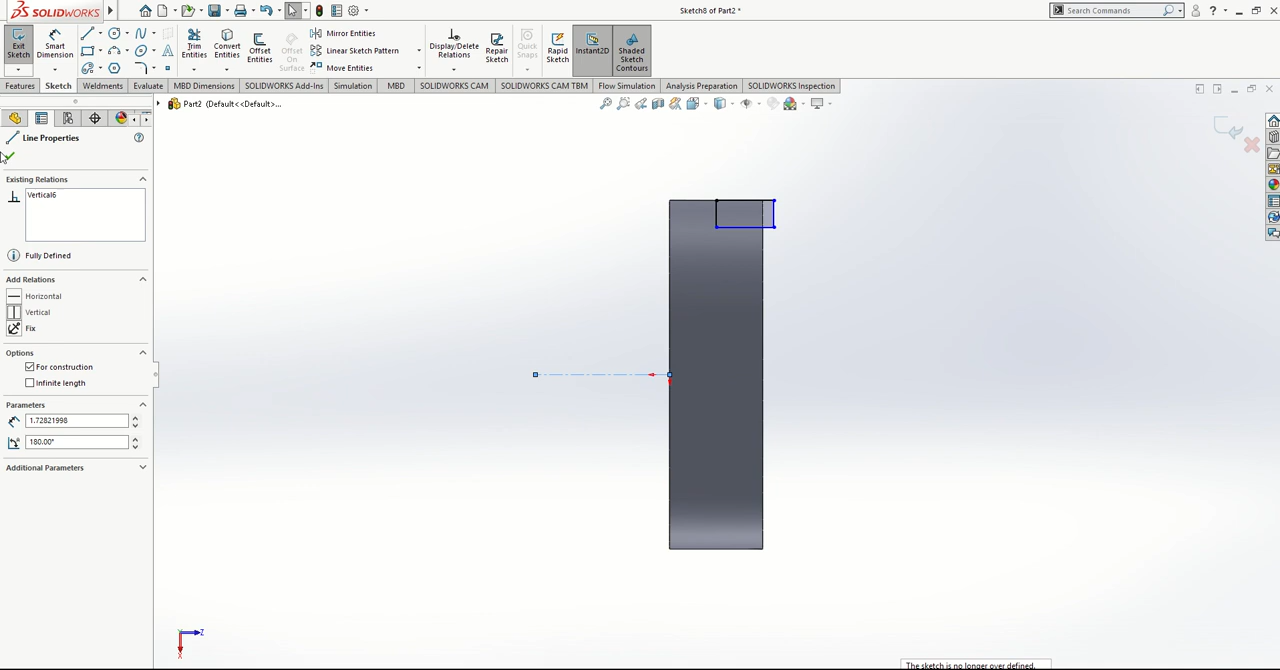 SOLIDWORKS
Sketch8 of Part2 *
Search Commands
?
Exit Sketch
Smart Dimension
Trim Entities
Convert Entities
Offset Entities
Offset On Surface
Mirror Entities
Linear Sketch Pattern
Move Entities
Display/Delete Relations
Repair Sketch
Quick Snaps
Rapid Sketch
Instant2D
Shaded Sketch Contours
Features
Sketch
Weldments
Evaluate
MBD Dimensions
SOLIDWORKS Add-Ins
Simulation
MBD
SOLIDWORKS CAM
SOLIDWORKS CAM TBM
Flow Simulation
Analysis Preparation
SOLIDWORKS Inspection
Part2 (Default<<Default>...
Line Properties
?
Existing Relations
Vertical6
Fully Defined
Add Relations
Horizontal
Vertical
Fix
Options
For construction
Infinite length
Parameters
1.72821998
180.00°
Additional Parameters
Z
X
The sketch is no longer over defined.